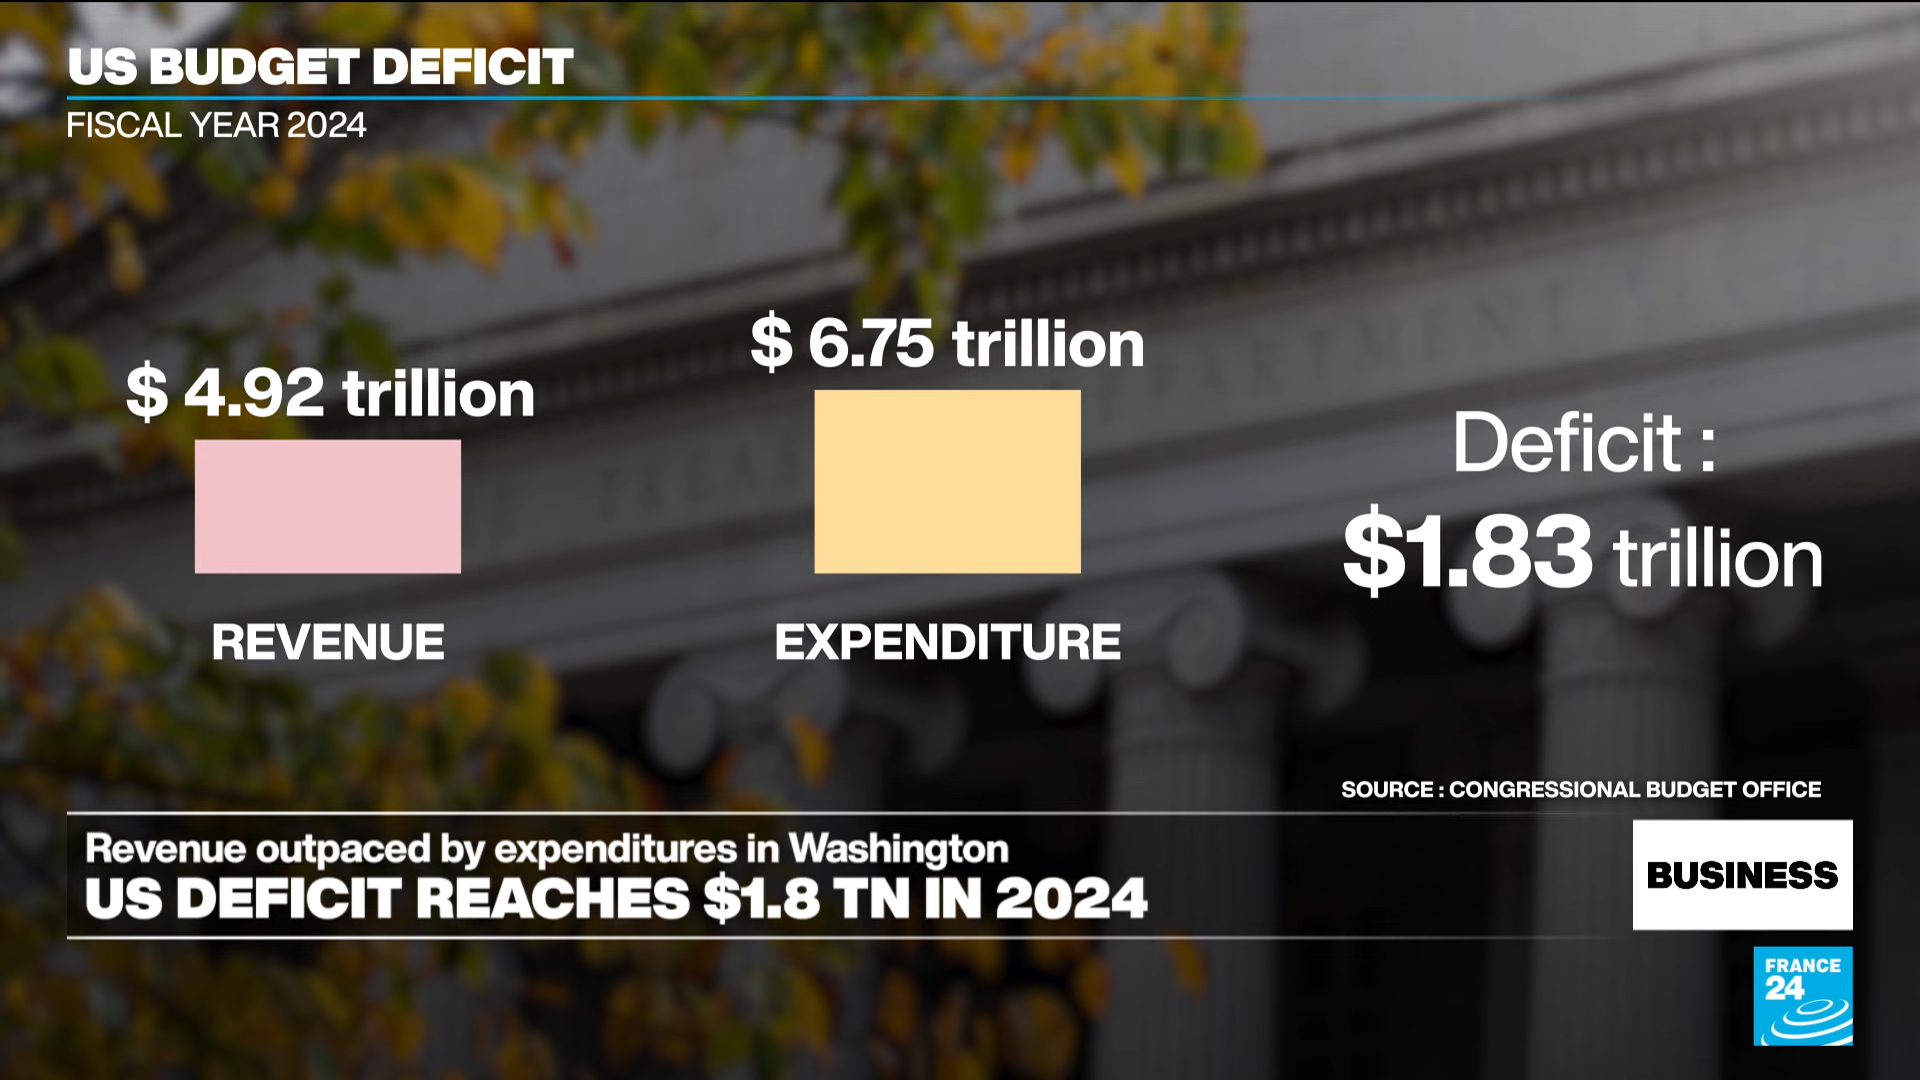 US BUDGET DEFICIT
FISCAL YEAR 2024
$ 4.92 trillion
REVENUE
$ 6.75 trillion
EXPENDITURE
Deficit :
$1.83 trillion
SOURCE : CONGRESSIONAL BUDGET OFFICE
Revenue outpaced by expenditures in Washington
US DEFICIT REACHES $1.8 TN IN 2024
BUSINESS
FRANCE
24